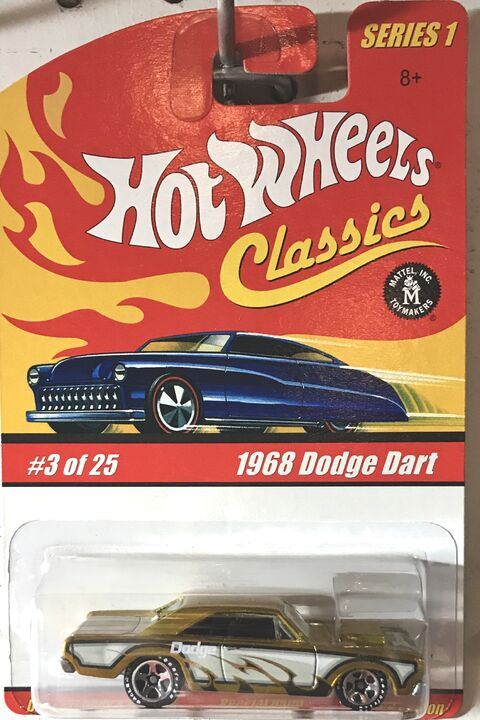 SERIES 1
8+
Hot Wheels
Classics
MATTEL, INC.
M
TOYMAKERS
#3 of 25
1968 Dodge Dart
Dodge